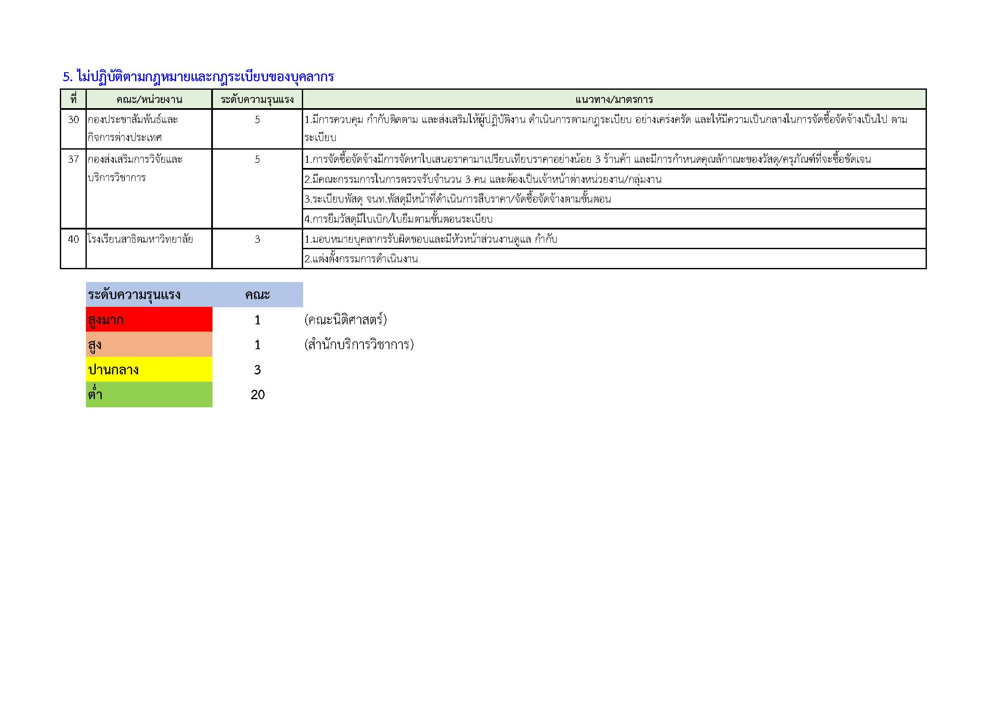 5. ไม่ปฏิบัติตามกฎหมายและกฎระเบียบของบุคลากร
ที่ คณะ/หน่วยงาน ระดับความรุนแรง แนวทาง/มาตรการ
30 กองประชาสัมพันธ์และ 5 1.มีการควบคุม กำกับติดตาม และส่งเสริมให้ผู้ปฏิบัติงาน ดำเนินการตามกฎระเบียบ อย่างเคร่งครัด และให้มีความเป็นกลางในการจัดซื้อจัดจ้างเป็นไป ตาม
กิจการต่างประเทศ ระเบียบ
37 กองส่งเสริมการวิจัยและ 5 1.การจัดซื้อจัดจ้างมีการจัดหาใบเสนอราคามาเปรียบเทียบราคาอย่างน้อย 3 ร้านค้า และมีการกำหนดคุณลักาณะของวัสดุ/ครุภัณฑ์ที่จะซื้อชัดเจน
บริการวิชาการ 2.มีคณะกรรมการในการตรวจรับจำนวน 3 คน และต้องเป็นเจ้าหน้าต่างหน่วยงาน/กลุ่มงาน
3.ระเบียบพัสดุ จนท.พัสดุมีหน้าที่ดำเนินการสืบราคา/จัดซื้อจัดจ้างตามขั้นตอน
4.การยืมวัสดุมีใบเบิก/ใบยืมตามขั้นตอนระเบียบ
40 โรงเรียนสาธิตมหาวิทยาลัย 3 1.มอบหมายบุคลากรรับผิดชอบและมีหัวหน้าส่วนงานดูแล กำกับ
2.แต่งตั้งกรรมการดำเนินงาน
ระดับความรุนแรง คณะ
สูงมาก 1 (คณะนิติศาสตร์)
สูง 1 (สำนักบริการวิชาการ)
ปานกลาง 3
ต่ำ 20